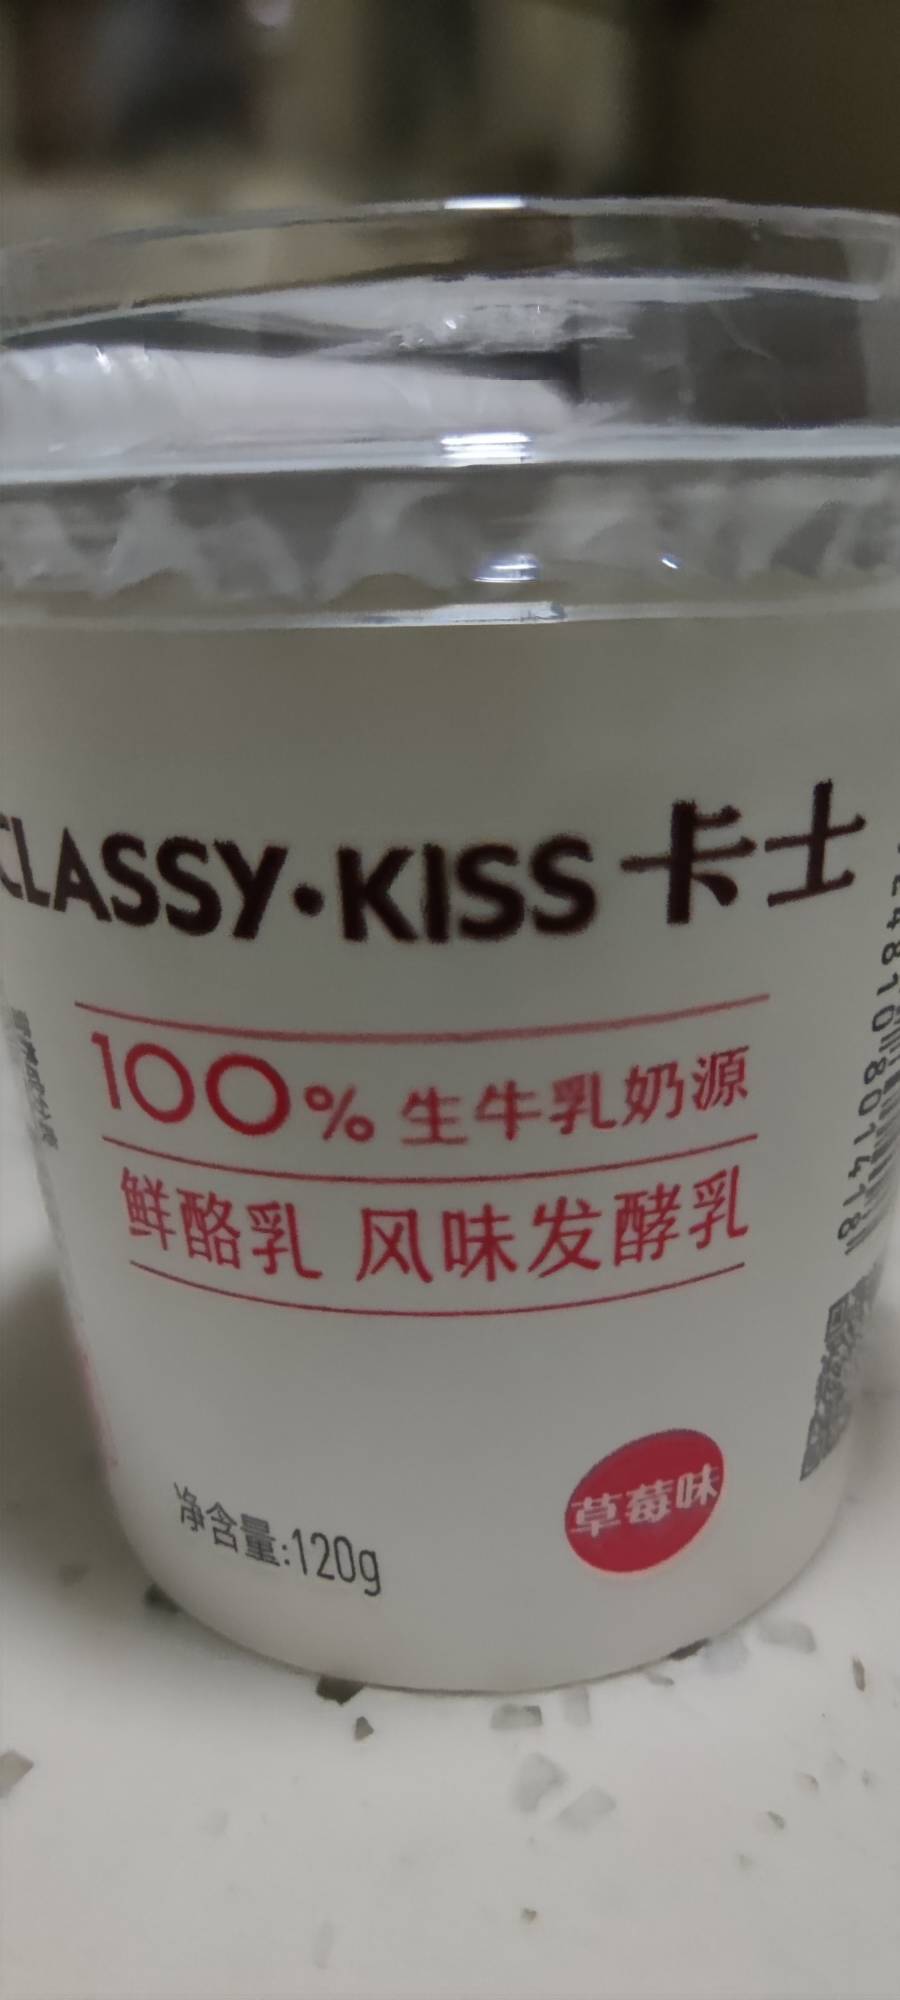 CLASSY·KISS 卡士
100% 生牛乳奶源
鲜酪乳 风味发酵乳
净含量:120g
草莓味
24810801418